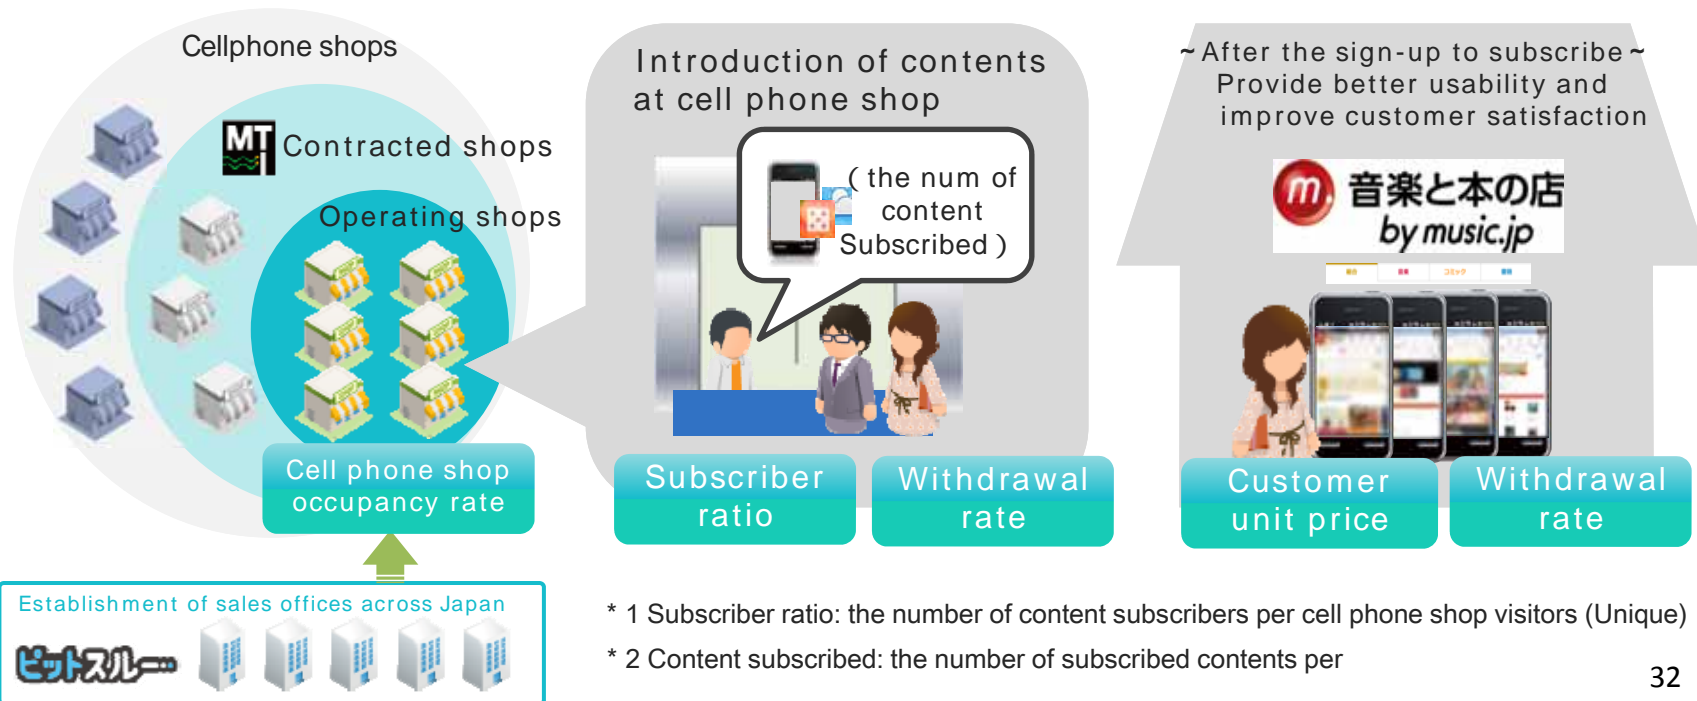 Cellphone shops
MTI
Contracted shops
Operating shops
Cell phone shop
occupancy rate
Establishment of sales offices across Japan
ピットスルー
Introduction of contents
at cell phone shop
(the num of
content
Subscribed)
Subscriber
ratio
Withdrawal
rate
~After the sign-up to subscribe~
Provide better usability and
improve customer satisfaction
m.
音楽と本の店
by music.jp
Customer
unit price
Withdrawal
rate
* 1 Subscriber ratio: the number of content subscribers per cell phone shop visitors (Unique)
* 2 Content subscribed: the number of subscribed contents per
32